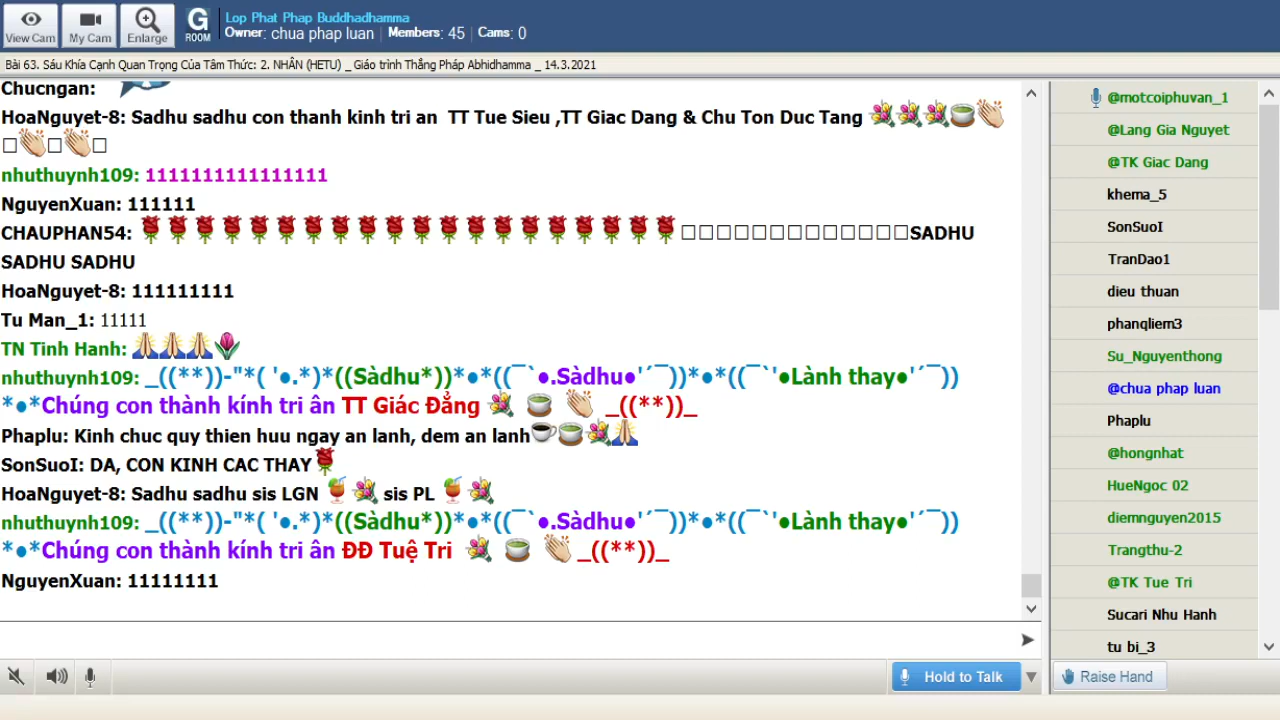 View Cam
My Cam
Enlarge
G ROOM
Lop Phat Phap Buddhadhamma
Owner: chua phap luan | Members: 45 | Cams: 0
Bài 63. Sáu Khía Cạnh Quan Trọng Của Tâm Thức: 2. NHÂN (HETU) _ Giáo trình Thắng Pháp Abhidhamma _ 14.3.2021
Chucngan:
HoaNguyet-8: Sadhu sadhu con thanh kinh tri an TT Tue Sieu ,TT Giac Dang & Chu Ton Duc Tang
nhuthuynh109: 1111111111111111
NguyenXuan: 111111
CHAUPHAN54: SADHU
SADHU SADHU
HoaNguyet-8: 111111111
Tu Man_1: 11111
TN Tinh Hanh:
nhuthuynh109: _((**))-"*( '●.*)*((Sàdhu*))*●*((¯`●.Sàdhu●'´¯))*●*((¯`'●Lành thay●'´¯))
*●*Chúng con thành kính tri ân TT Giác Đẳng _((**))_
Phaplu: Kinh chuc quy thien huu ngay an lanh, dem an lanh
SonSuoI: DA, CON KINH CAC THAY
HoaNguyet-8: Sadhu sadhu sis LGN sis PL
nhuthuynh109: _((**))-"*( '●.*)*((Sàdhu*))*●*((¯`●.Sàdhu●'´¯))*●*((¯`'●Lành thay●'´¯))
*●*Chúng con thành kính tri ân ĐĐ Tuệ Tri _((**))_
NguyenXuan: 11111111
Hold to Talk
@motcoiphuvan_1
@Lang Gia Nguyet
@TK Giac Dang
khema_5
SonSuoI
TranDao1
dieu thuan
phanqliem3
Su_Nguyenthong
@chua phap luan
Phaplu
@hongnhat
HueNgoc 02
diemnguyen2015
Trangthu-2
@TK Tue Tri
Sucari Nhu Hanh
tu bi_3
Raise Hand